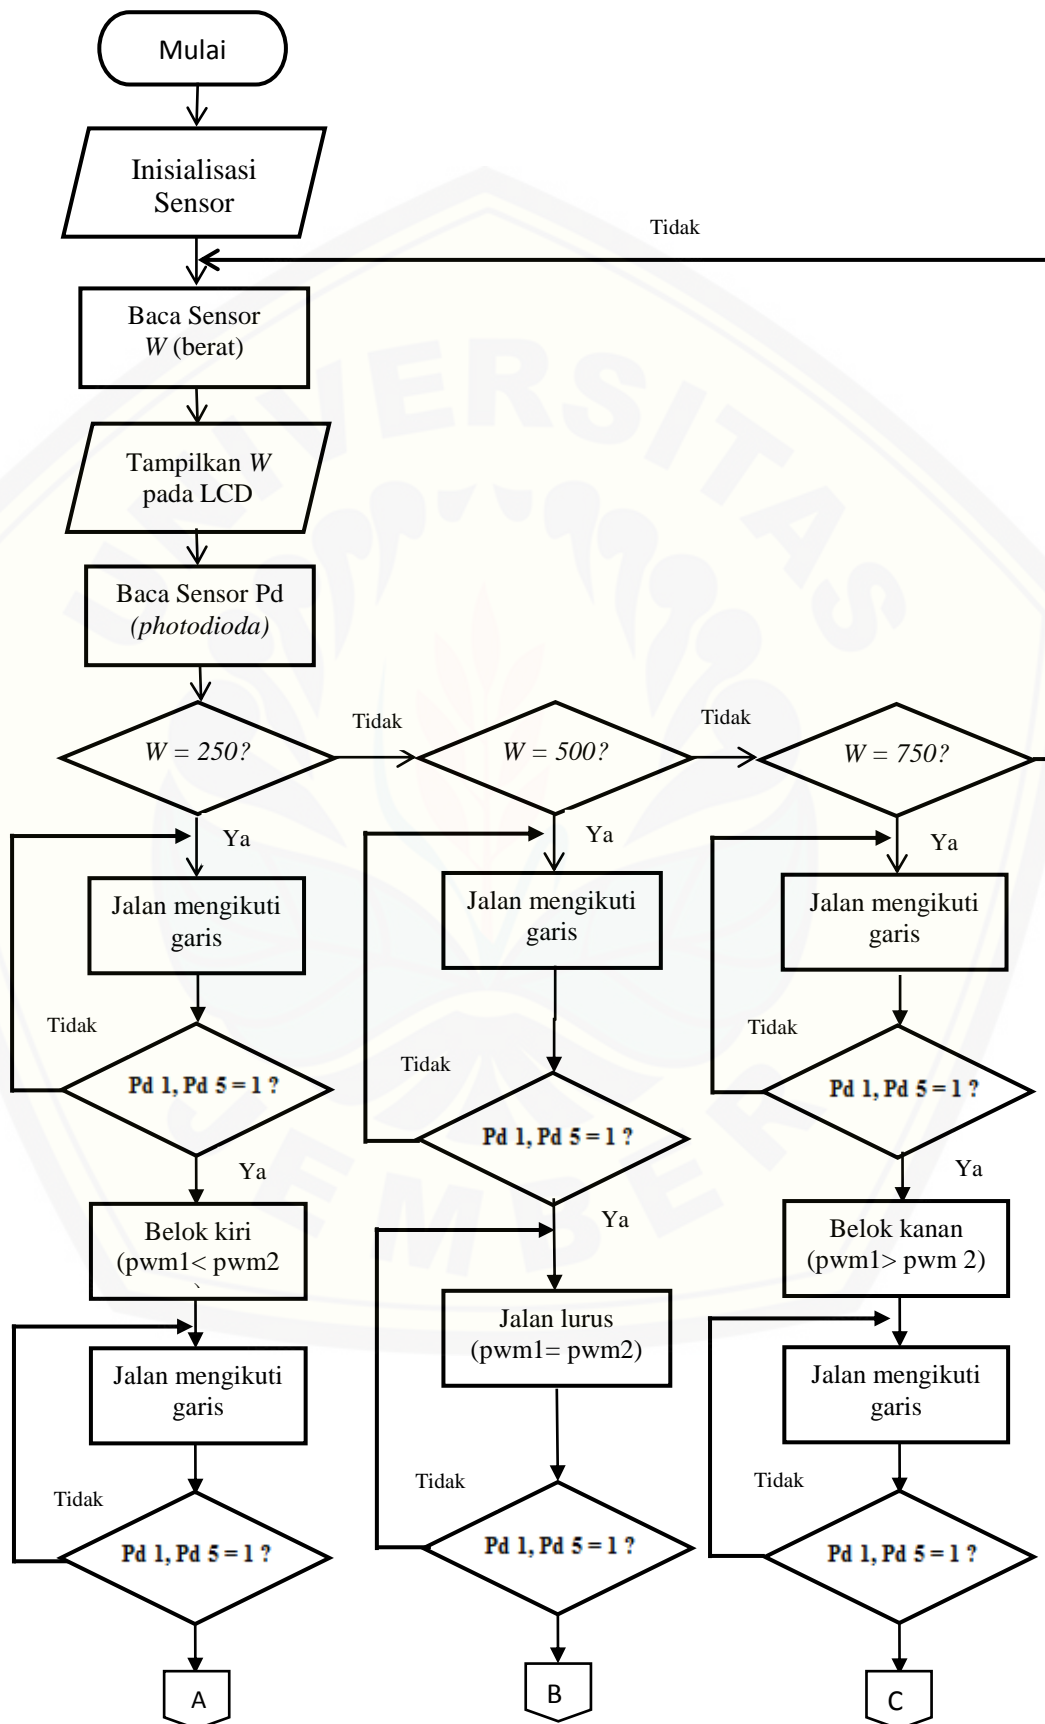 Mulai
Inisialisasi
Sensor
Tidak
Baca Sensor
W (berat)
Tampilkan W
pada LCD
Baca Sensor Pd
(photodioda)
W = 250?
Tidak
W = 500?
Tidak
W = 750?
Ya
Ya
Ya
Jalan mengikuti
garis
Jalan mengikuti
garis
Jalan mengikuti
garis
Tidak
Tidak
Tidak
Pd 1, Pd 5 = 1 ?
Pd 1, Pd 5 = 1 ?
Pd 1, Pd 5 = 1 ?
Ya
Ya
Ya
Belok kiri
(pwm1< pwm2
)
Jalan lurus
(pwm1= pwm2)
Belok kanan
(pwm1> pwm 2)
Jalan mengikuti
garis
Jalan mengikuti
garis
Tidak
Tidak
Tidak
Pd 1, Pd 5 = 1 ?
Pd 1, Pd 5 = 1 ?
Pd 1, Pd 5 = 1 ?
A
B
C
UNIVERSITAS
JEMBER